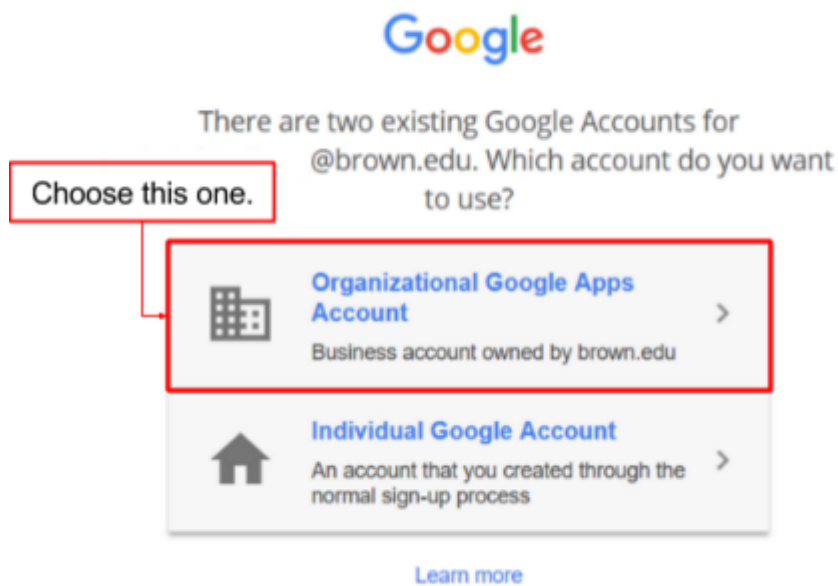 Google
There are two existing Google Accounts for
@brown.edu. Which account do you want
to use?
Choose this one.
Organizational Google Apps
Account
Business account owned by brown.edu
Individual Google Account
An account that you created through the
normal sign-up process
Learn more